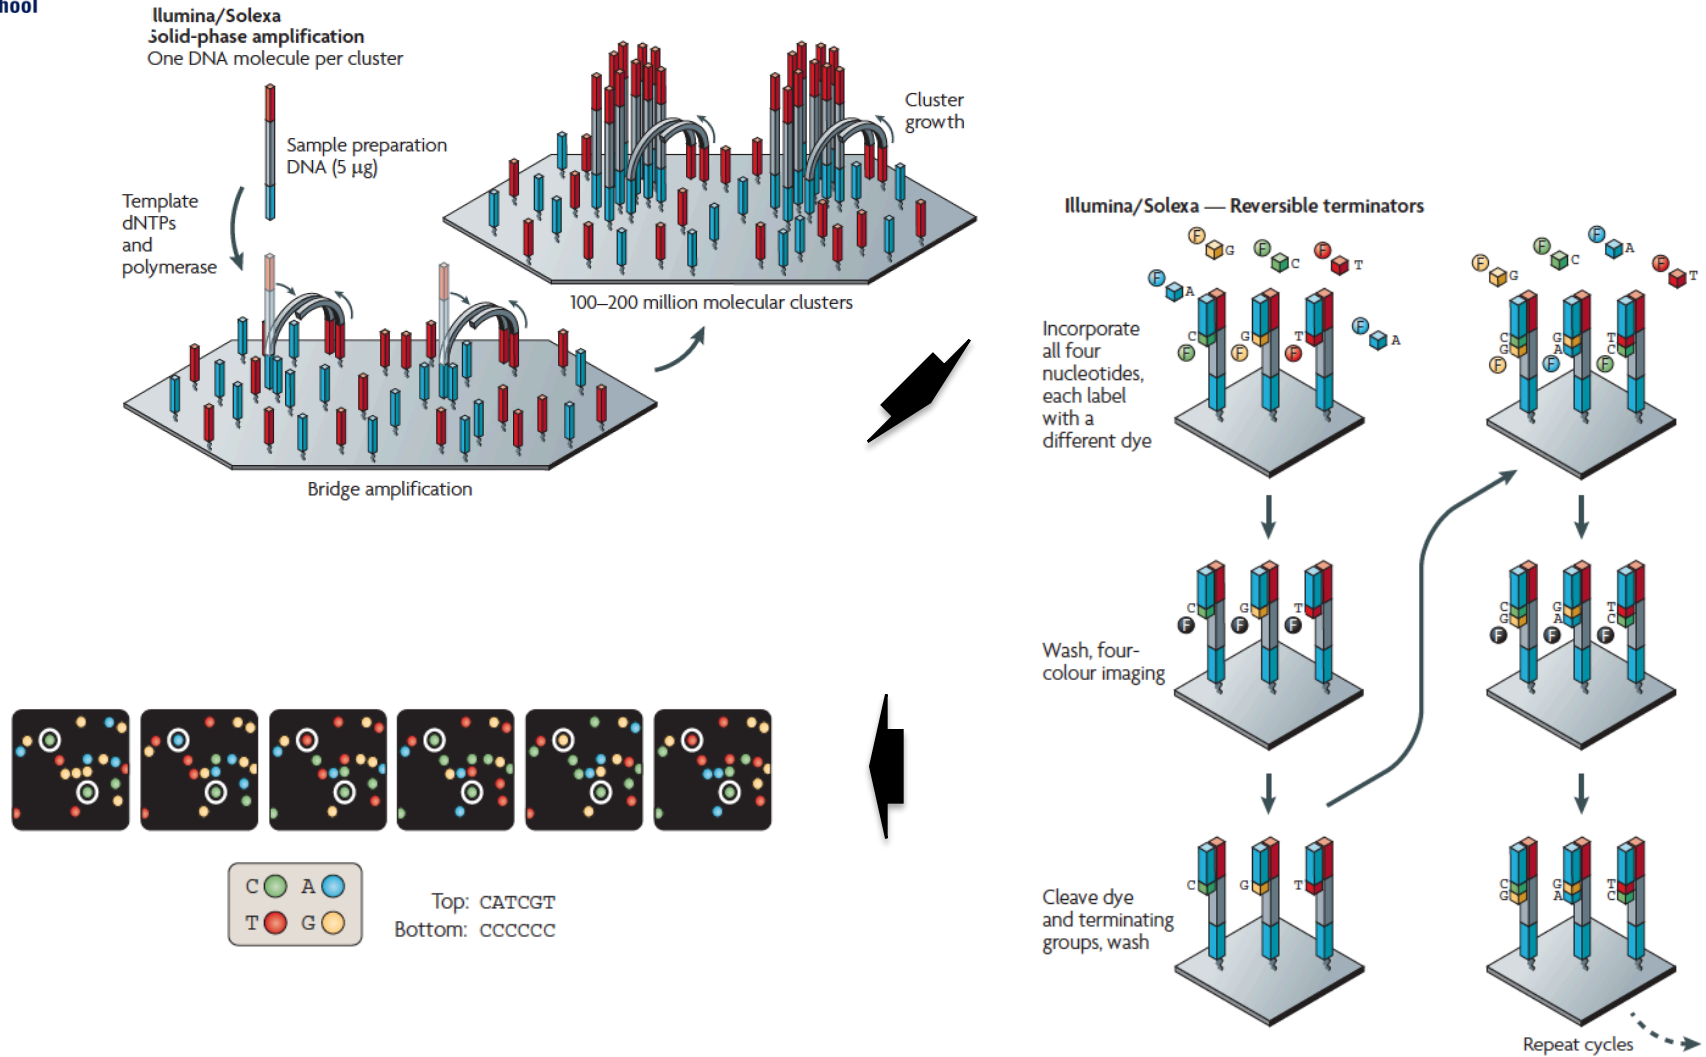 hool
llumina/Solexa
Solid-phase amplification
One DNA molecule per cluster
Sample preparation
DNA (5 µg)
Template
dNTPs
and
polymerase
Cluster
growth
100–200 million molecular clusters
Bridge amplification
Illumina/Solexa — Reversible terminators
F G F C F T
F A
F A
C G T
F F F
F G F C F A F T
C G T
G A C
F F F
Incorporate
all four
nucleotides,
each label
with a
different dye
C G T
F F F
C G T
G A C
F F F
Wash, four-
colour imaging
C G T
C G T
G A C
Cleave dye
and terminating
groups, wash
Repeat cycles
C A
T G
Top: CATCGT
Bottom: CCCCCC